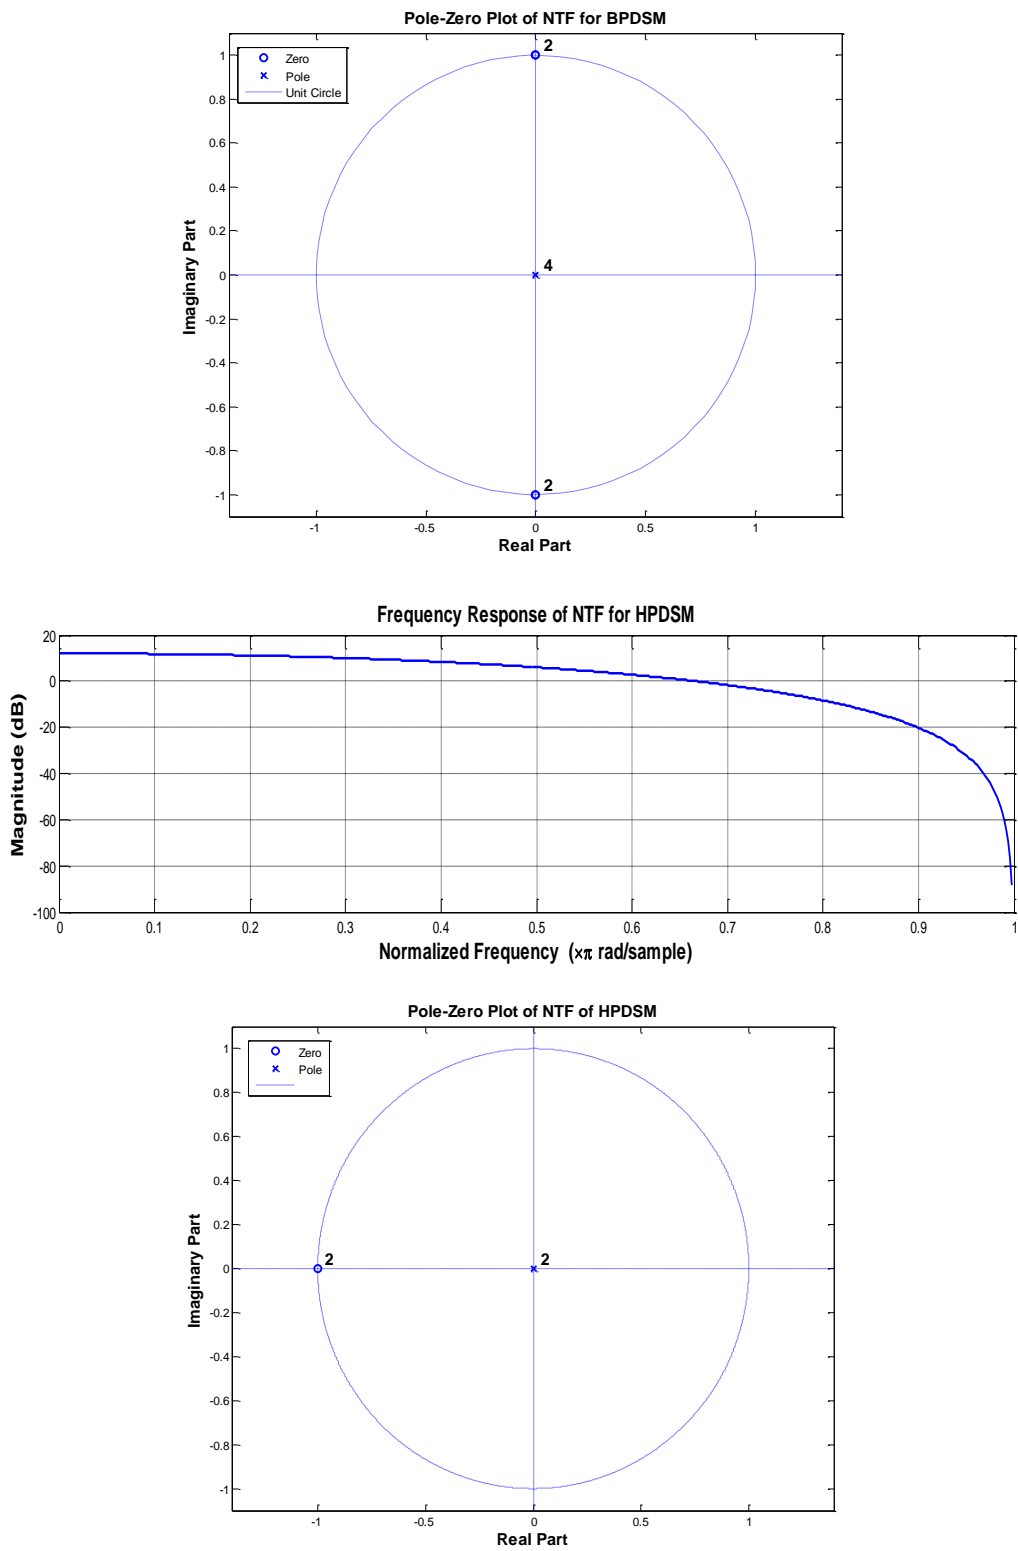 Pole-Zero Plot of NTF for BPDSM
Zero
Pole
Unit Circle
2
4
2
1
0.8
0.6
0.4
0.2
0
-0.2
-0.4
-0.6
-0.8
-1
Imaginary Part
-1 -0.5 0 0.5 1
Real Part
Frequency Response of NTF for HPDSM
20
0
-20
-40
-60
-80
-100
Magnitude (dB)
0 0.1 0.2 0.3 0.4 0.5 0.6 0.7 0.8 0.9 1
Normalized Frequency (×π rad/sample)
Pole-Zero Plot of NTF of HPDSM
Zero
Pole
2
2
1
0.8
0.6
0.4
0.2
0
-0.2
-0.4
-0.6
-0.8
-1
Imaginary Part
-1 -0.5 0 0.5 1
Real Part